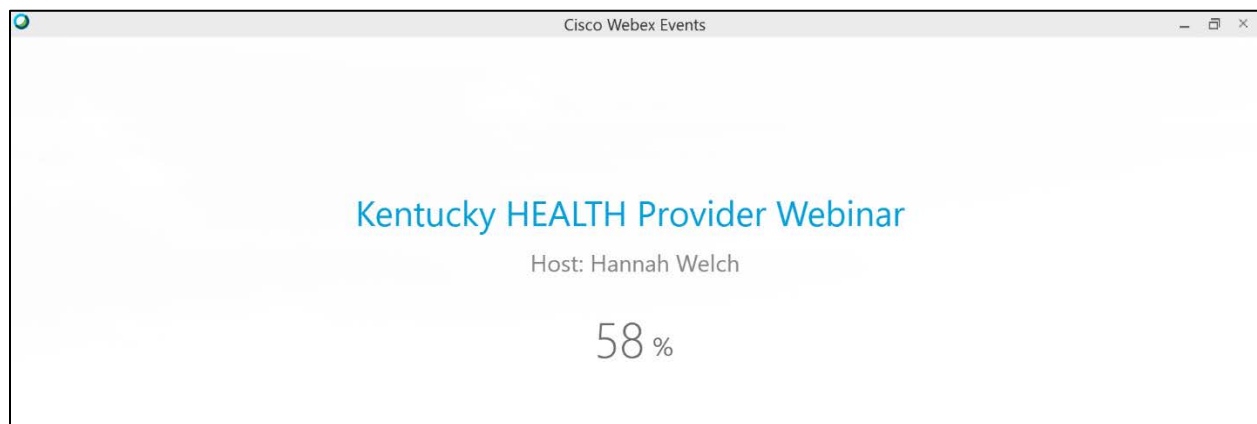 Cisco Webex Events
Kentucky HEALTH Provider Webinar
Host: Hannah Welch
58 %